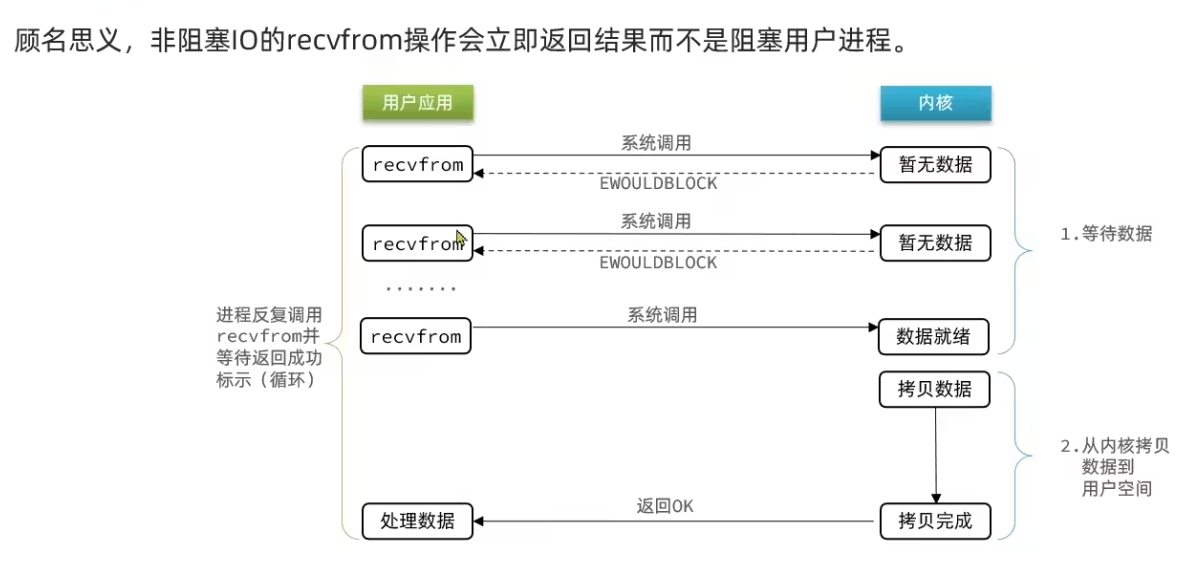 顾名思义，非阻塞IO的recvfrom操作会立即返回结果而不是阻塞用户进程。
用户应用
内核
系统调用
recvfrom
暂无数据
EWOULDBLOCK
系统调用
recvfrom
暂无数据
EWOULDBLOCK
1.等待数据
.......
进程反复调用
recvfrom并
等待返回成功
标示（循环）
系统调用
recvfrom
数据就绪
拷贝数据
2.从内核拷贝
数据到
用户空间
返回OK
处理数据
拷贝完成